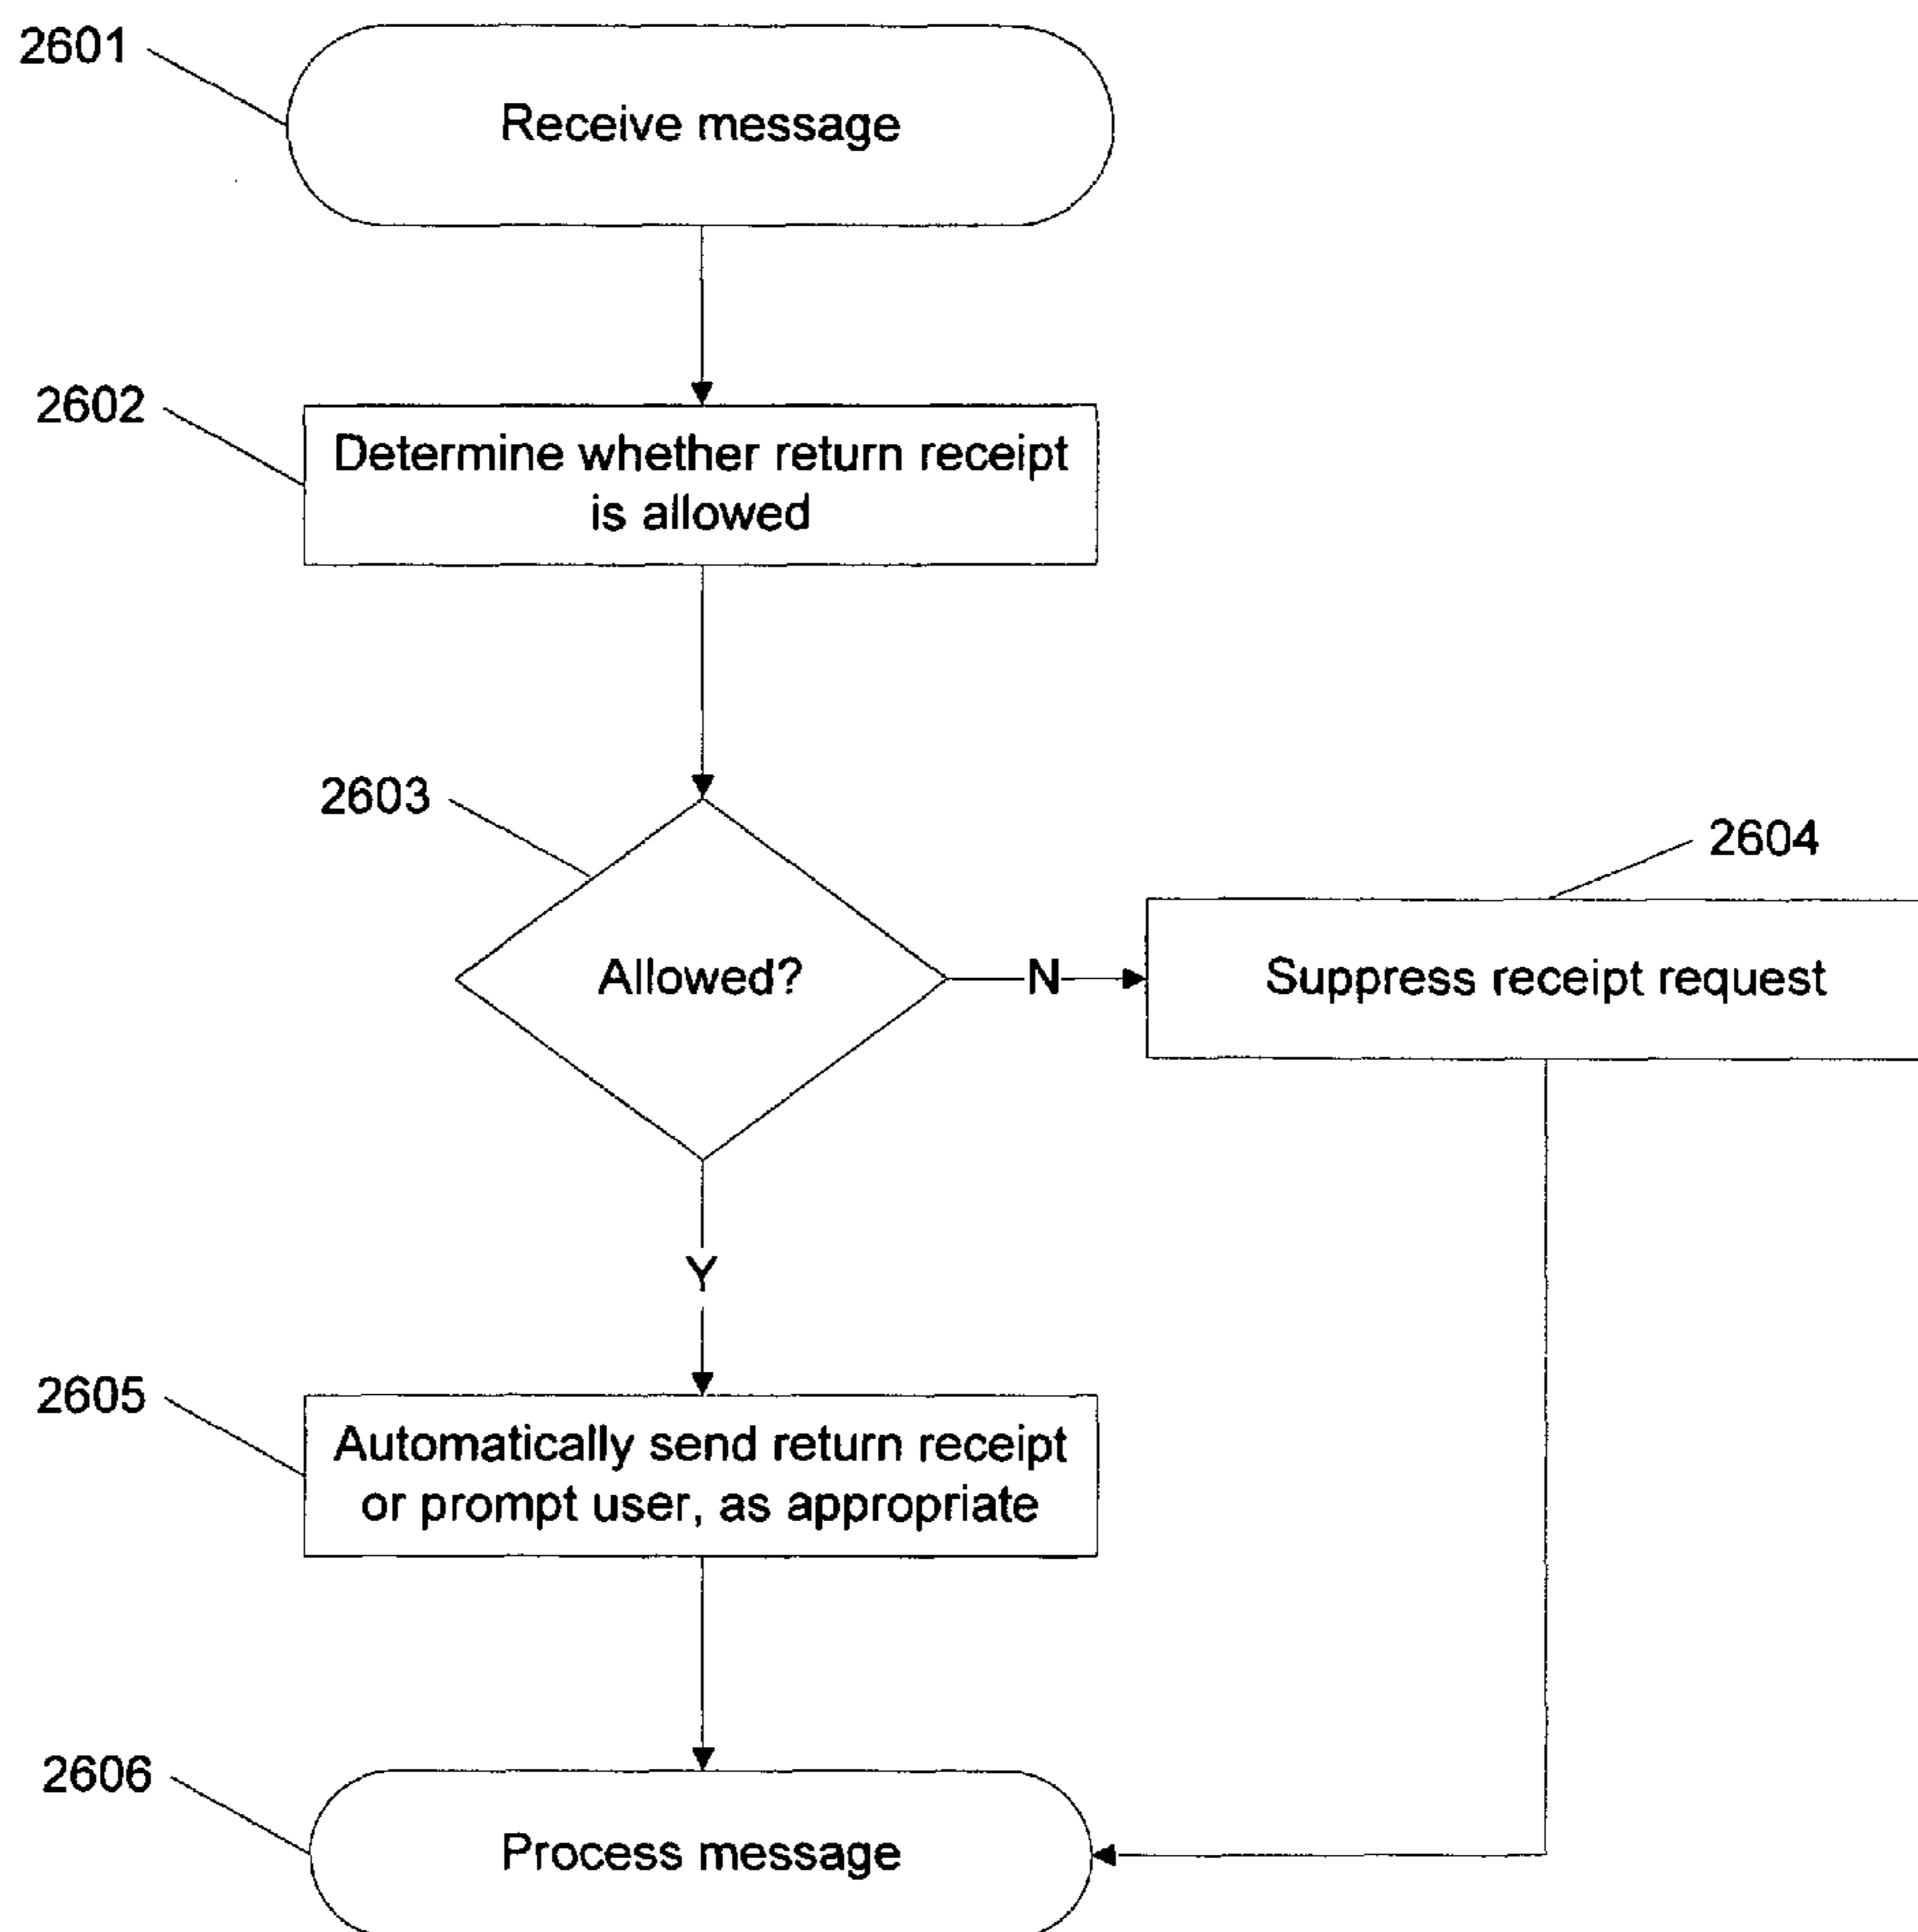 2601
Receive message
2602
Determine whether return receipt
is allowed
2603
Allowed?
N
2604
Suppress receipt request
Y
2605
Automatically send return receipt
or prompt user, as appropriate
2606
Process message